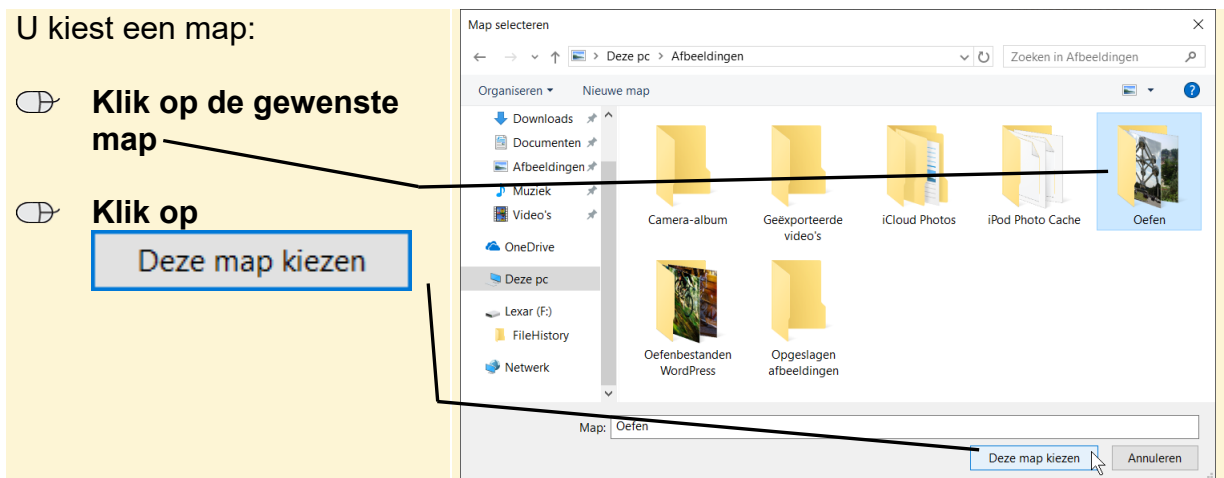 U kiest een map:
Klik op de gewenste
map
Klik op
Deze map kiezen
Map selecteren
Deze pc > Afbeeldingen
Zoeken in Afbeeldingen
Organiseren
Nieuwe map
Downloads
Documenten
Afbeeldingen
Muziek
Video's
OneDrive
Deze pc
Lexar (F:)
FileHistory
Netwerk
Camera-album
Geëxporteerde
video's
iCloud Photos
iPod Photo Cache
Oefen
Oefenbestanden
WordPress
Opgeslagen
afbeeldingen
Map: Oefen
Deze map kiezen
Annuleren